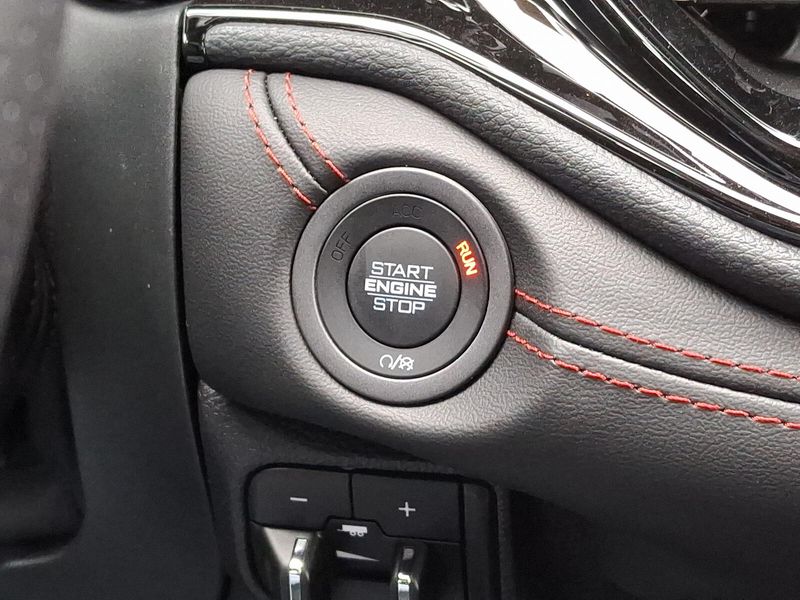 OFF
ACC
RUN
START
ENGINE
STOP
−
+